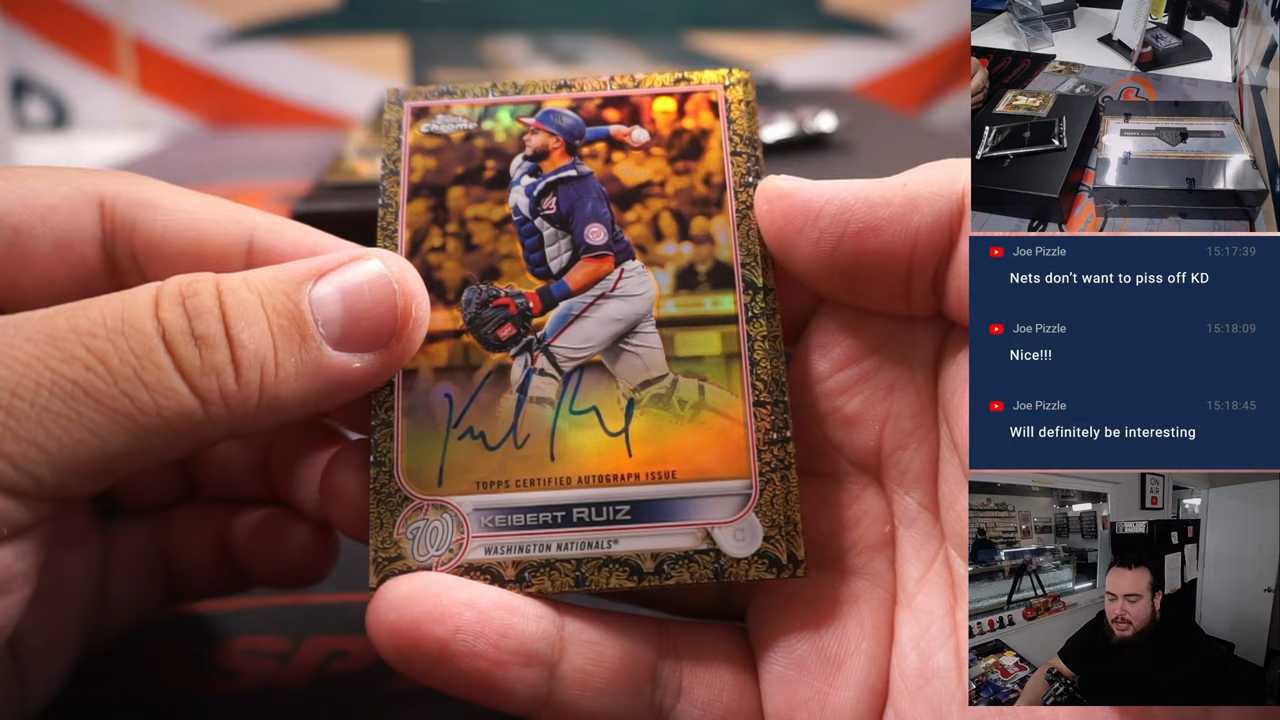 Topps
Chrome
TOPPS CERTIFIED AUTOGRAPH ISSUE
KEIBERT RUIZ
W
WASHINGTON NATIONALS®
C
Joe Pizzle 15:17:39
Nets don't want to piss off KD
Joe Pizzle 15:18:09
Nice!!!
Joe Pizzle 15:18:45
Will definitely be interesting
ON
AIR